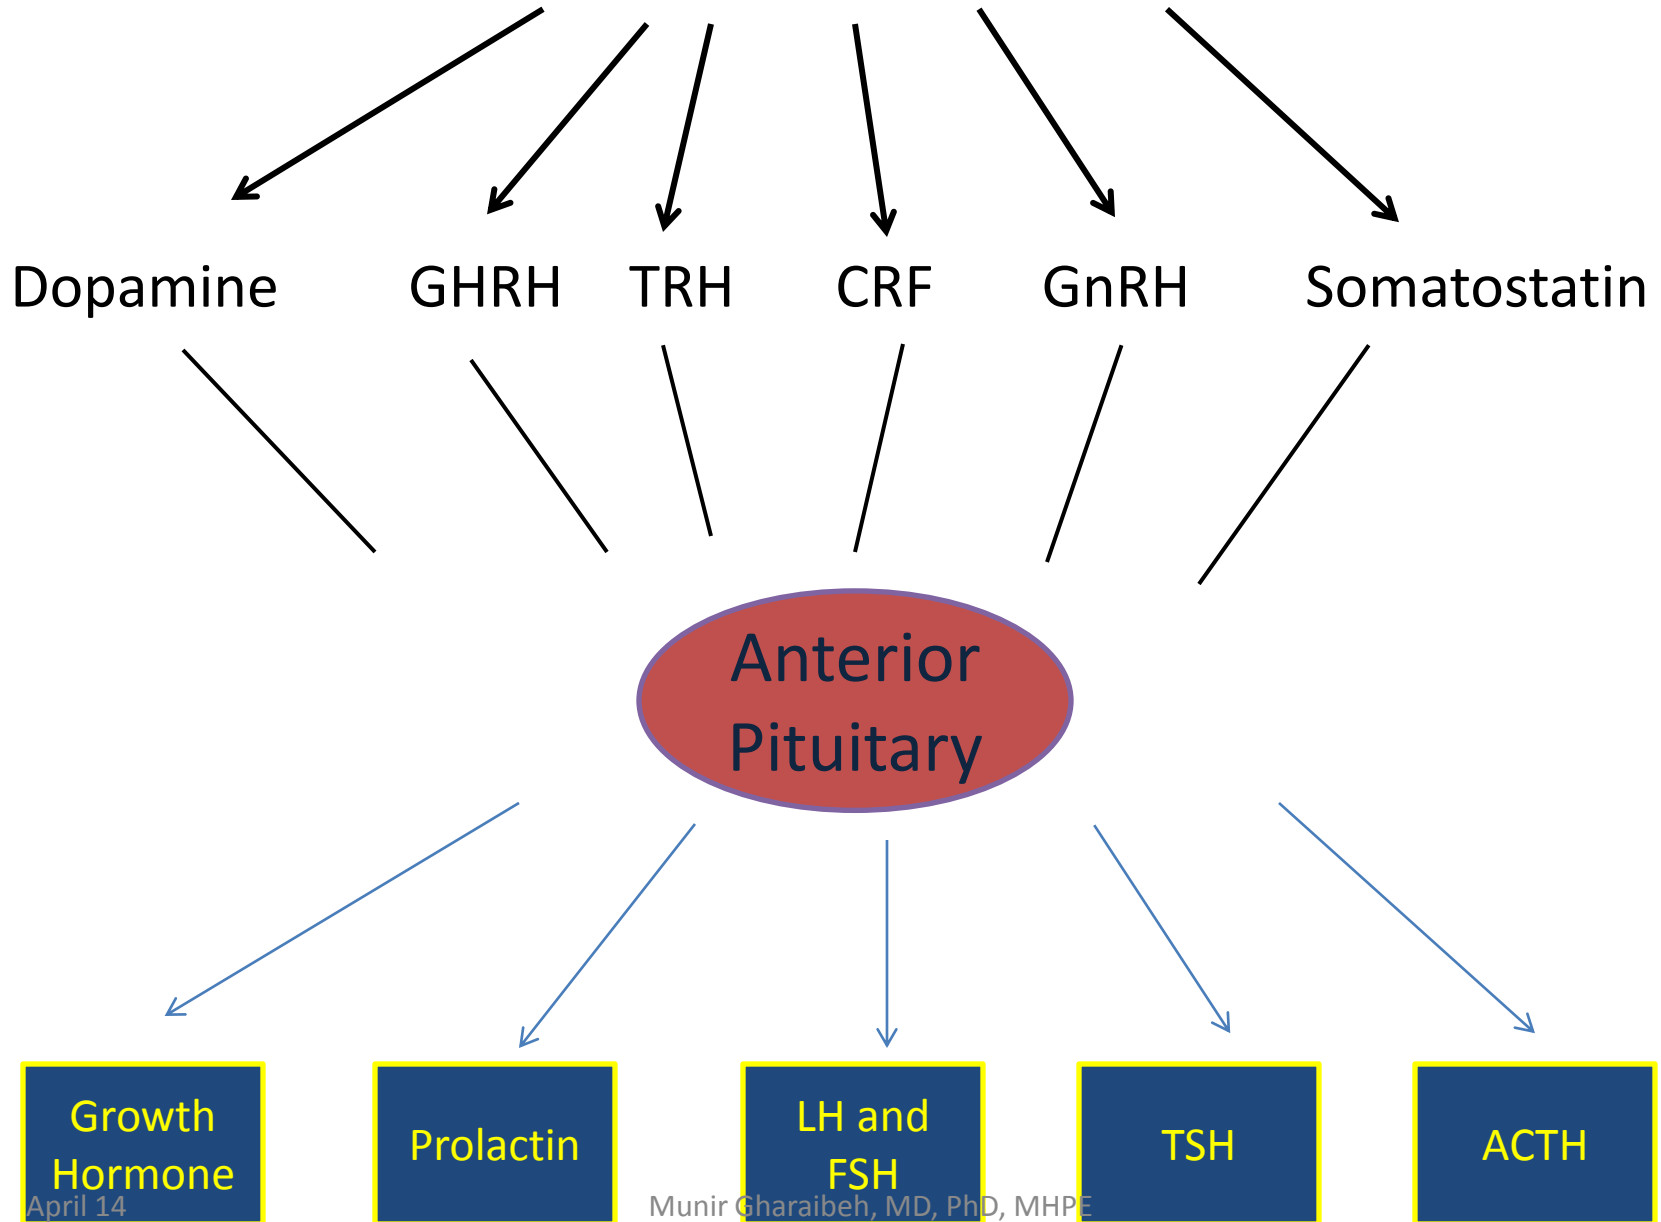 Dopamine GHRH TRH CRF GnRH Somatostatin
Anterior
Pituitary
Growth
Hormone
Prolactin
LH and
FSH
TSH
ACTH
April 14
Munir Gharaibeh, MD, PhD, MHPE